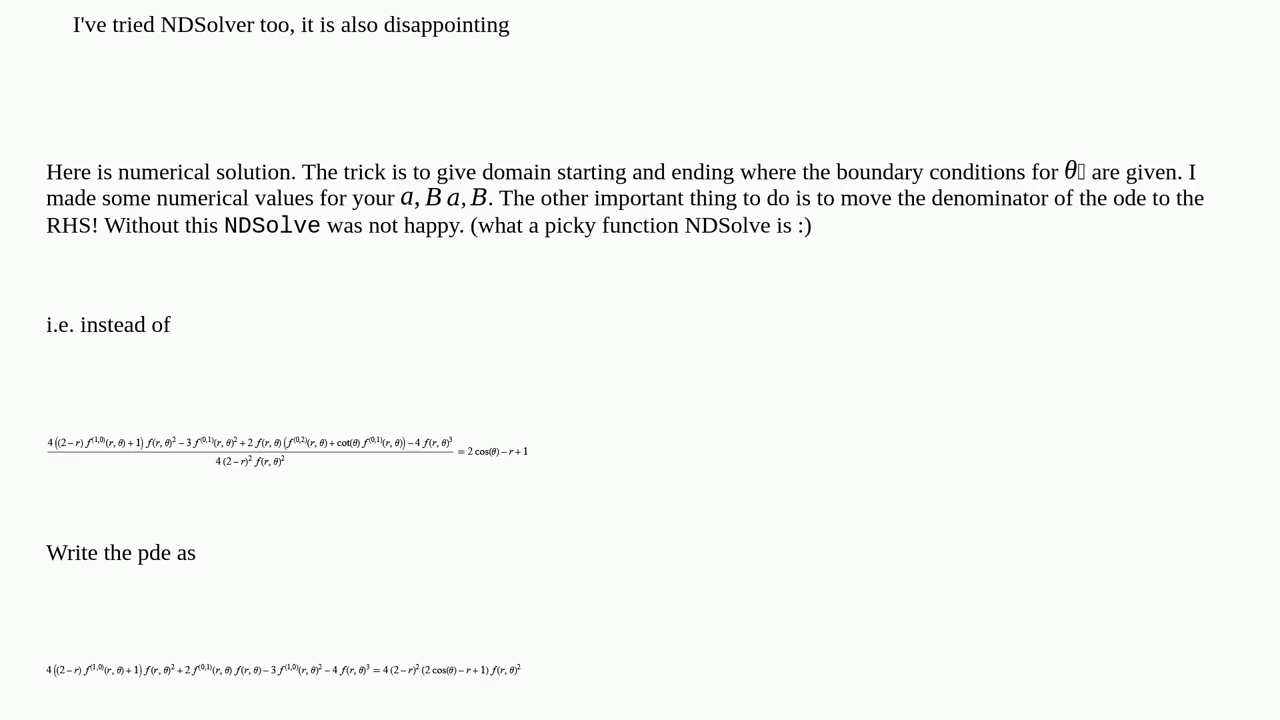 I've tried NDSolver too, it is also disappointing
Here is numerical solution. The trick is to give domain starting and ending where the boundary conditions for θ are given. I
made some numerical values for your a, B a, B. The other important thing to do is to move the denominator of the ode to the
RHS! Without this NDSolve was not happy. (what a picky function NDSolve is :)
i.e. instead of
4 ((2 − r) f^(1,0)(r, θ) + 1) f(r, θ)^2 − 3 f^(0,1)(r, θ)^2 + 2 f(r, θ) (f^(0,2)(r, θ) + cot(θ) f^(0,1)(r, θ)) − 4 f(r, θ)^3
4 (2 − r)^2 f(r, θ)^2
= 2 cos(θ) − r + 1
Write the pde as
4 ((2 − r) f^(1,0)(r, θ) + 1) f(r, θ)^2 + 2 f^(0,1)(r, θ) f(r, θ) − 3 f^(1,0)(r, θ)^2 − 4 f(r, θ)^3 = 4 (2 − r)^2 (2 cos(θ) − r + 1) f(r, θ)^2